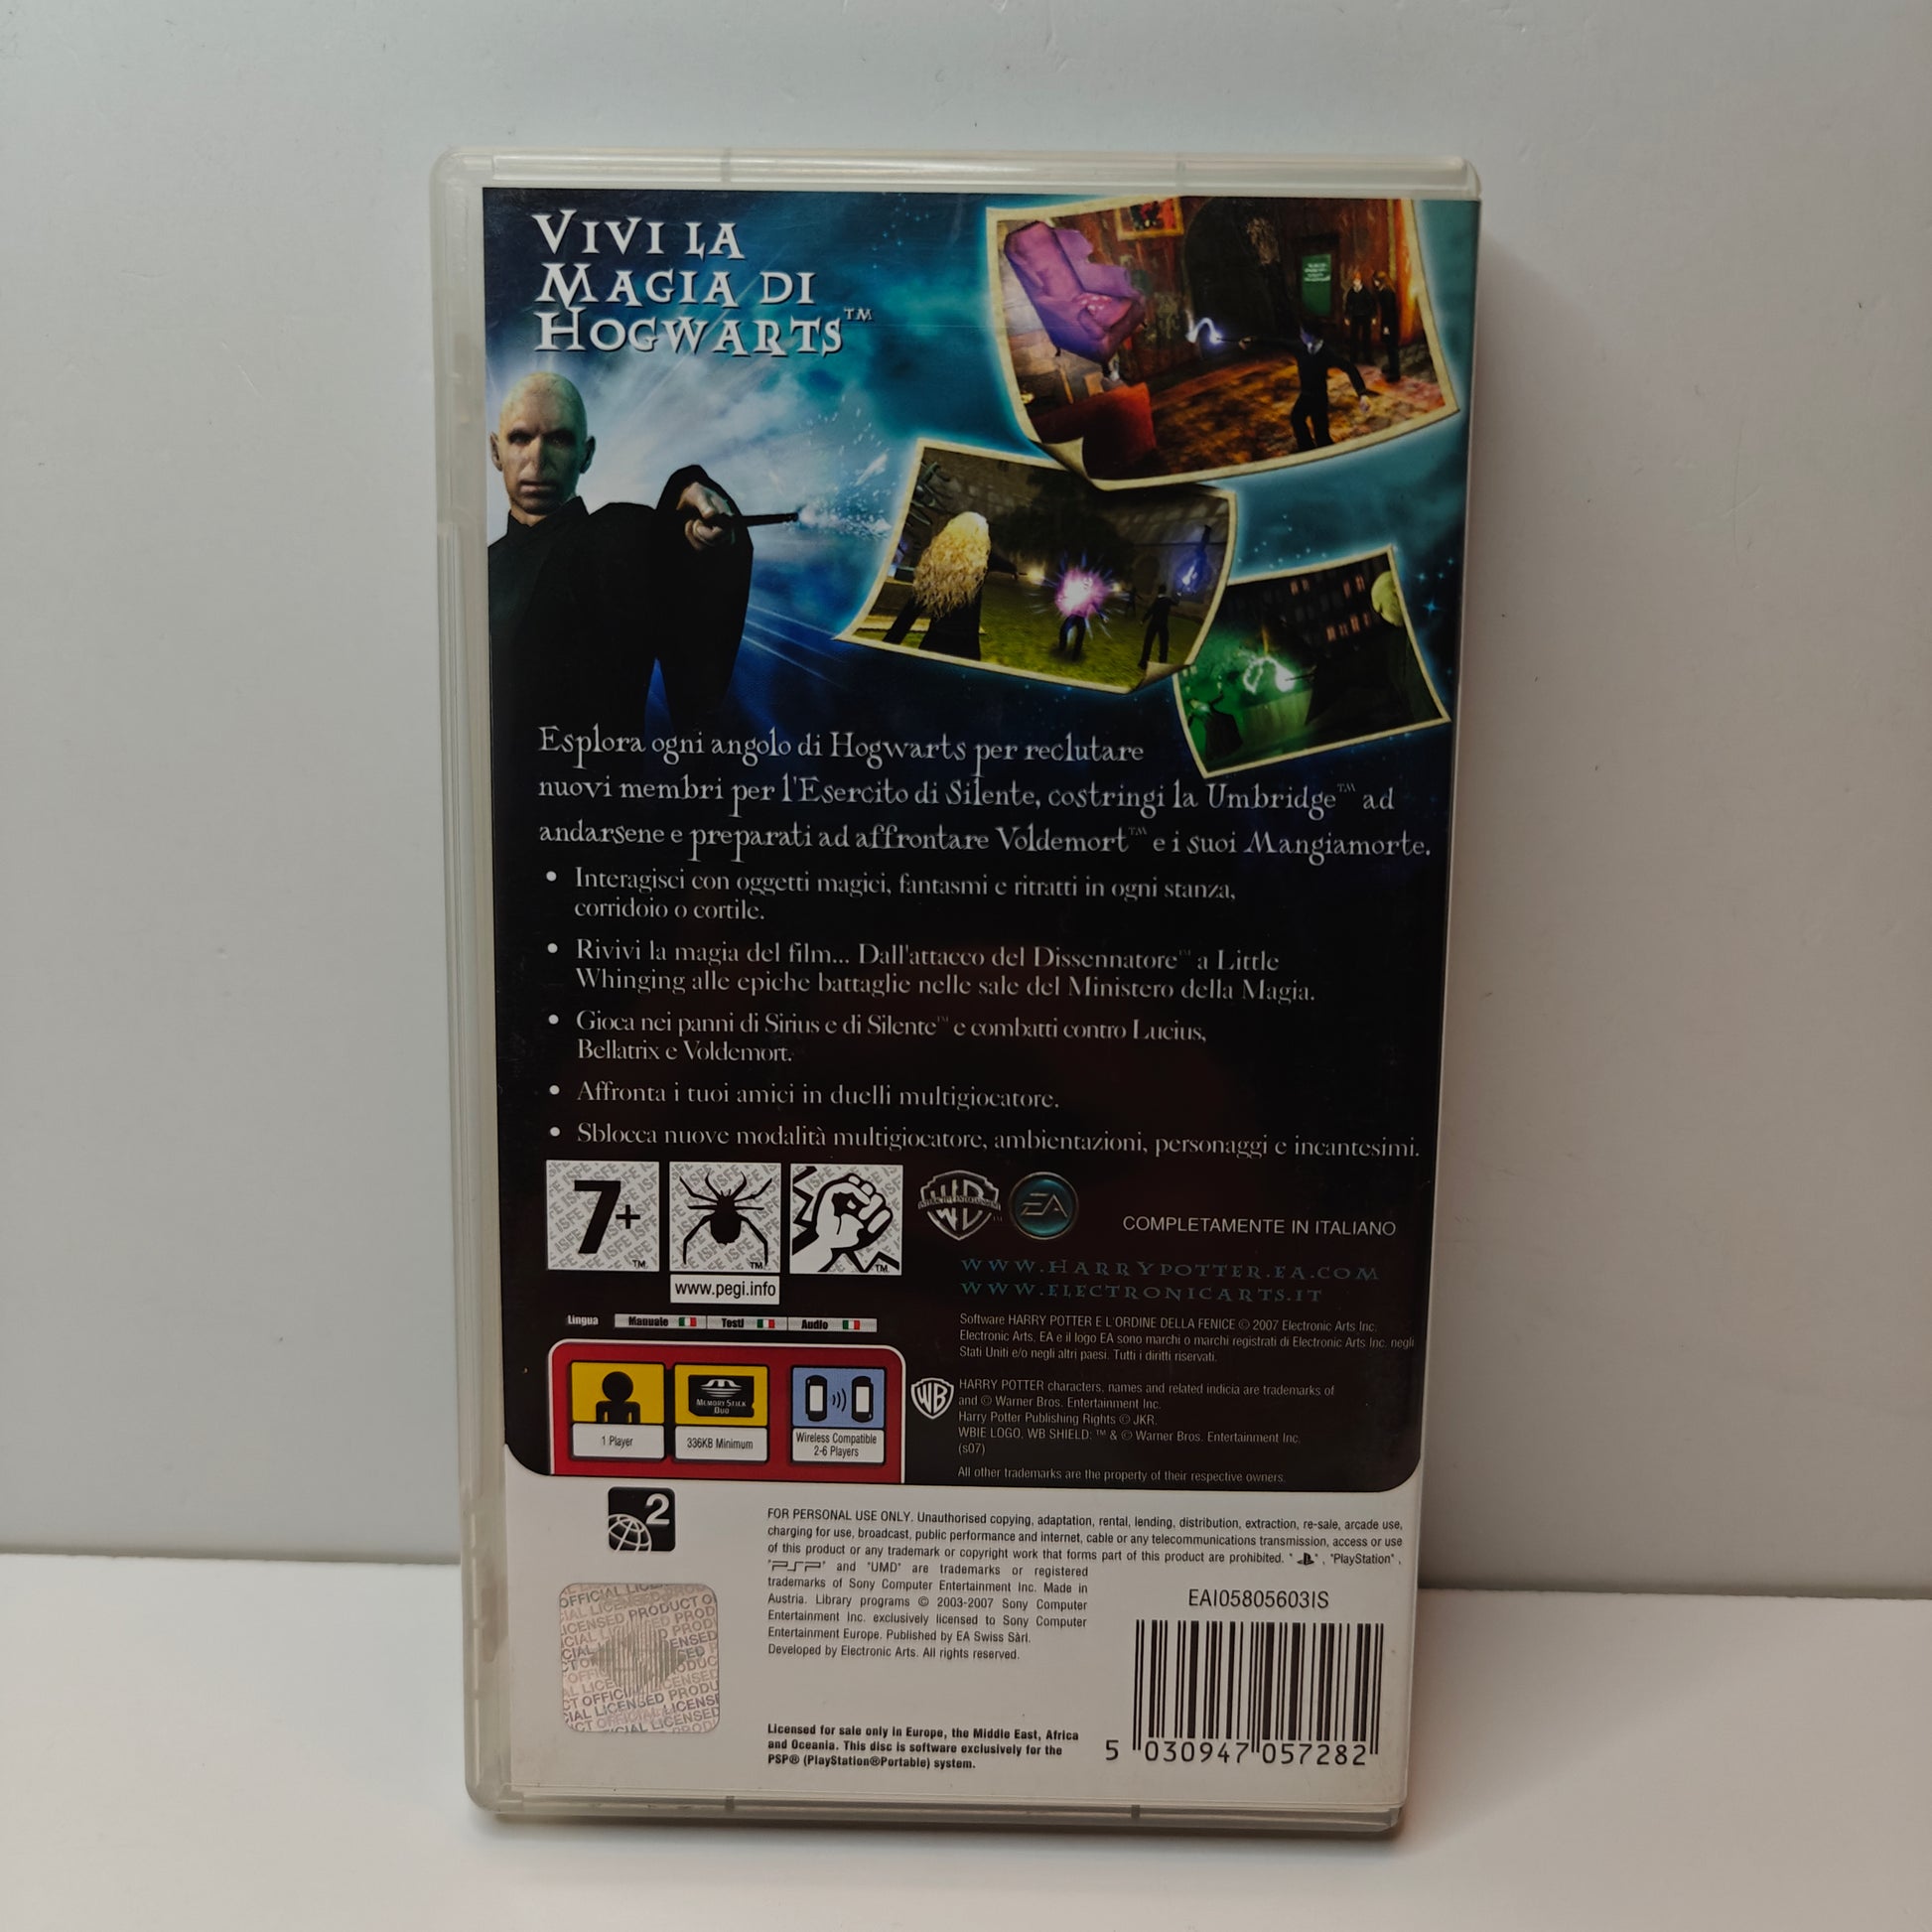 VIVI LA
MAGIA DI
HOGWARTS™
Esplora ogni angolo di Hogwarts per reclutare
nuovi membri per l'Esercito di Silente, costringi la Umbridge™ ad
andarsene e preparati ad affrontare Voldemort™ e i suoi Mangiamorte.
• Interagisci con oggetti magici, fantasmi e ritratti in ogni stanza,
corridoio o cortile.
• Rivivi la magia del film... Dall'attacco del Dissennatore™ a Little
Whinging alle epiche battaglie nelle sale del Ministero della Magia.
• Gioca nei panni di Sirius e di Silente™ e combatti contro Lucius,
Bellatrix e Voldemort.
• Affronta i tuoi amici in duelli multigiocatore.
• Sblocca nuove modalità multigiocatore, ambientazioni, personaggi e incantesimi.
7+
www.pegi.info
WB
EA
COMPLETAMENTE IN ITALIANO
WWW.HARRYPOTTER.EA.COM
WWW.ELECTRONICARTS.IT
Lingua Manuale Testi Audio
1 Player
MEMORY STICK
DUO
336KB Minimum
Wireless Compatible
2-6 Players
Software HARRY POTTER E L'ORDINE DELLA FENICE © 2007 Electronic Arts Inc.
Electronic Arts, EA e il logo EA sono marchi o marchi registrati di Electronic Arts Inc. negli
Stati Uniti e/o negli altri paesi. Tutti i diritti riservati.
WB
HARRY POTTER characters, names and related indicia are trademarks of
and © Warner Bros. Entertainment Inc.
Harry Potter Publishing Rights © JKR.
WBIE LOGO, WB SHIELD: ™ & © Warner Bros. Entertainment Inc.
(s07)
All other trademarks are the property of their respective owners.
2
FOR PERSONAL USE ONLY. Unauthorised copying, adaptation, rental, lending, distribution, extraction, re-sale, arcade use,
charging for use, broadcast, public performance and internet, cable or any telecommunications transmission, access or use
of this product or any trademark or copyright work that forms part of this product are prohibited. " ", "PlayStation",
"PSP" and "UMD" are trademarks or registered
trademarks of Sony Computer Entertainment Inc. Made in
Austria. Library programs © 2003-2007 Sony Computer
Entertainment Inc. exclusively licensed to Sony Computer
Entertainment Europe. Published by EA Swiss Sàrl.
Developed by Electronic Arts. All rights reserved.
Licensed for sale only in Europe, the Middle East, Africa
and Oceania. This disc is software exclusively for the
PSP® (PlayStation®Portable) system.
OFFICIAL LICENSED PRODUCT
EAI05805603IS
5 030947 057282